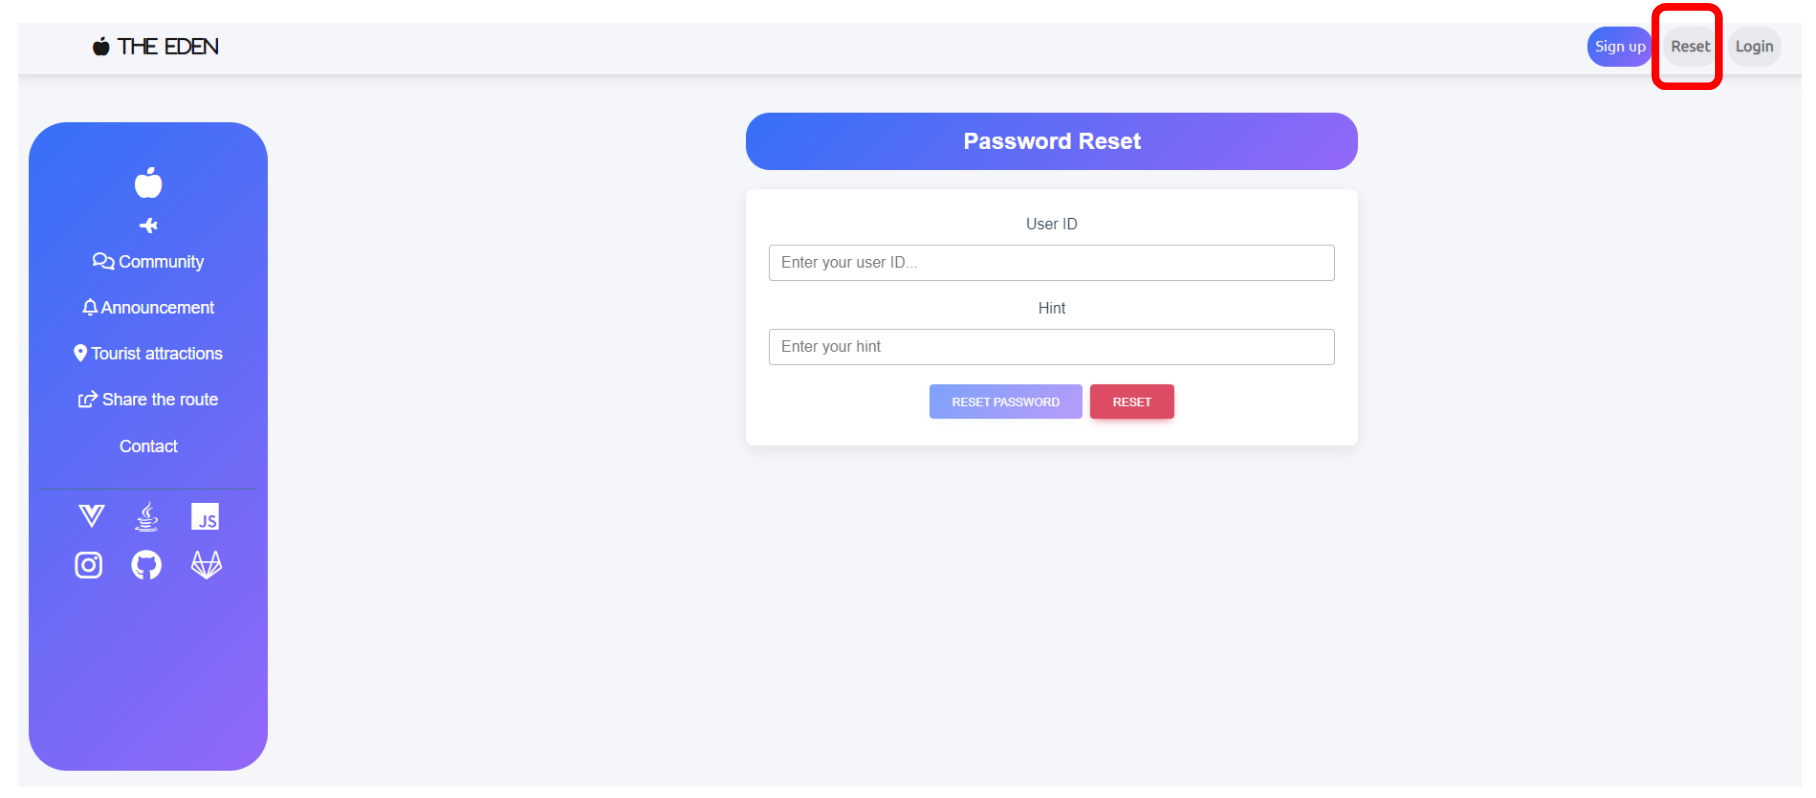 THE EDEN
Sign up
Reset
Login
Community
Announcement
Tourist attractions
Share the route
Contact
JS
Password Reset
User ID
Enter your user ID...
Hint
Enter your hint
RESET PASSWORD
RESET